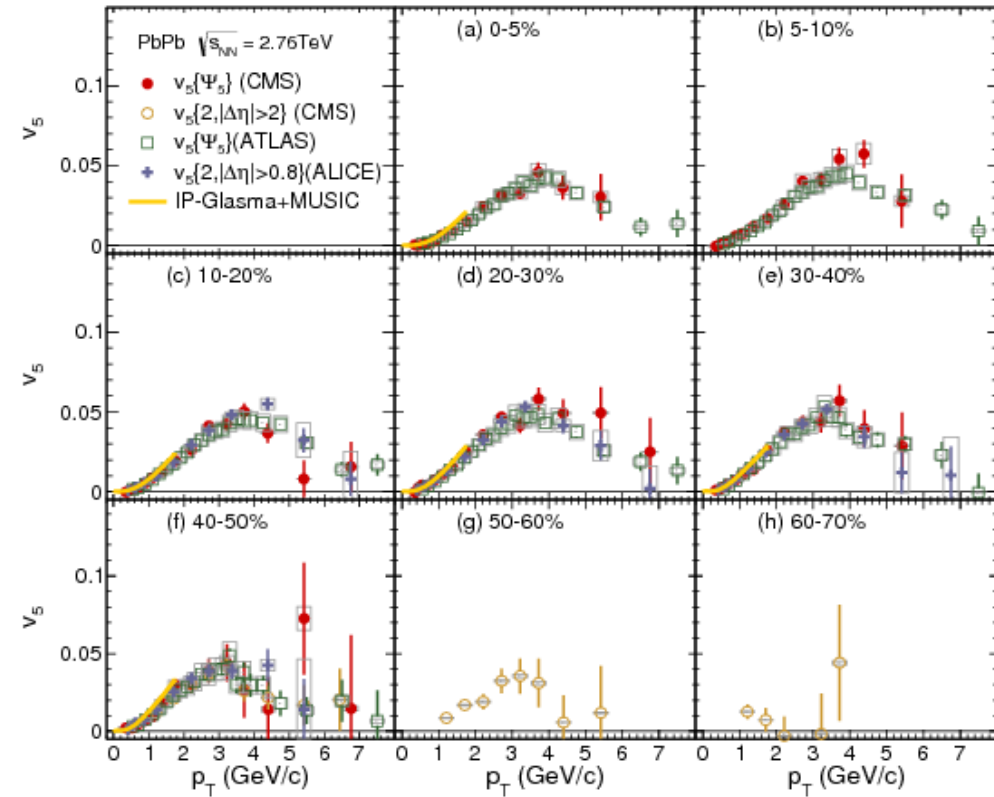 PbPb √s_NN = 2.76TeV
v₅{Ψ₅} (CMS)
v₅{2,|Δη|>2} (CMS)
v₅{Ψ₅}(ATLAS)
v₅{2,|Δη|>0.8}(ALICE)
IP-Glasma+MUSIC
(a) 0-5%
(b) 5-10%
v₅
0.1
0.05
0
(c) 10-20%
(d) 20-30%
(e) 30-40%
v₅
0.1
0.05
0
(f) 40-50%
(g) 50-60%
(h) 60-70%
v₅
0.1
0.05
0
0 1 2 3 4 5 6 7
0 1 2 3 4 5 6 7
0 1 2 3 4 5 6 7
p_T (GeV/c)
p_T (GeV/c)
p_T (GeV/c)